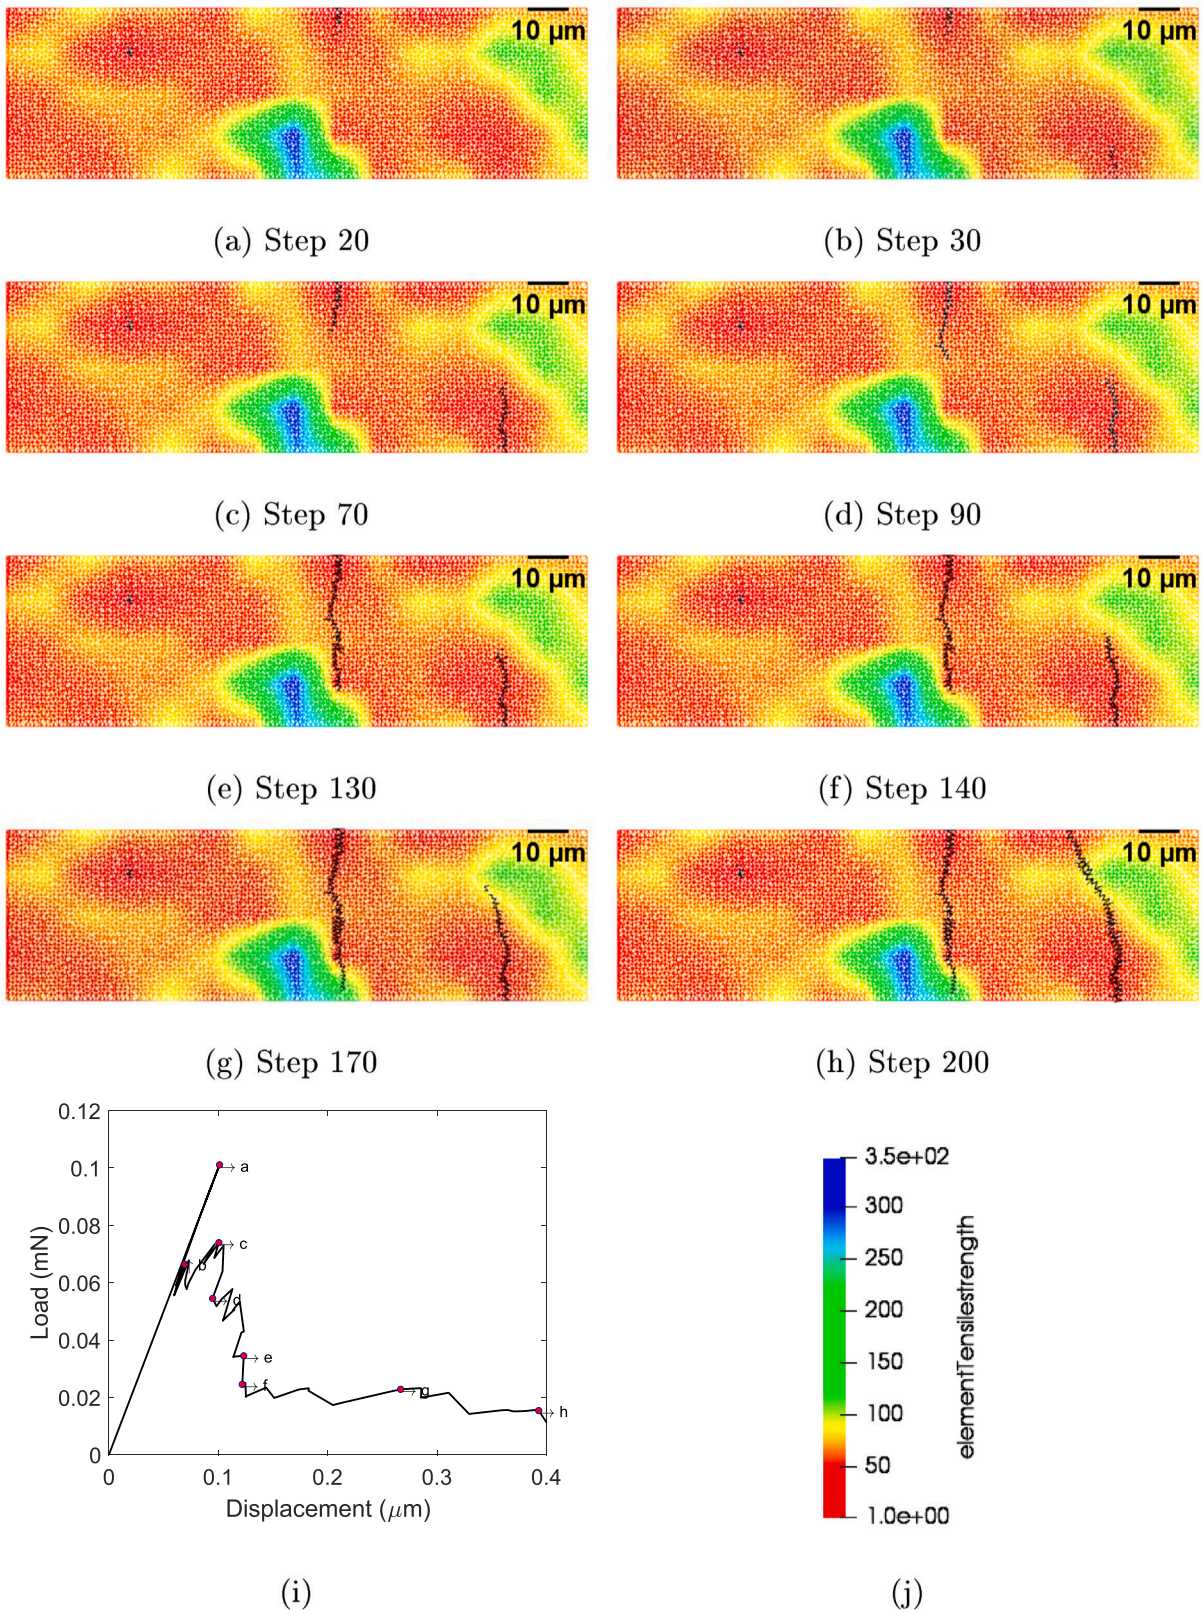 10 μm
10 μm
(a) Step 20
(b) Step 30
10 μm
10 μm
(c) Step 70
(d) Step 90
10 μm
10 μm
(e) Step 130
(f) Step 140
10 μm
10 μm
(g) Step 170
(h) Step 200
0.12
0.1
0.08
0.06
0.04
0.02
0
0
0.1
0.2
0.3
0.4
Load (mN)
Displacement (μm)
a
b
c
d
e
f
g
h
3.5e+02
300
250
200
150
100
50
1.0e+00
elementTensilestrength
(i)
(j)